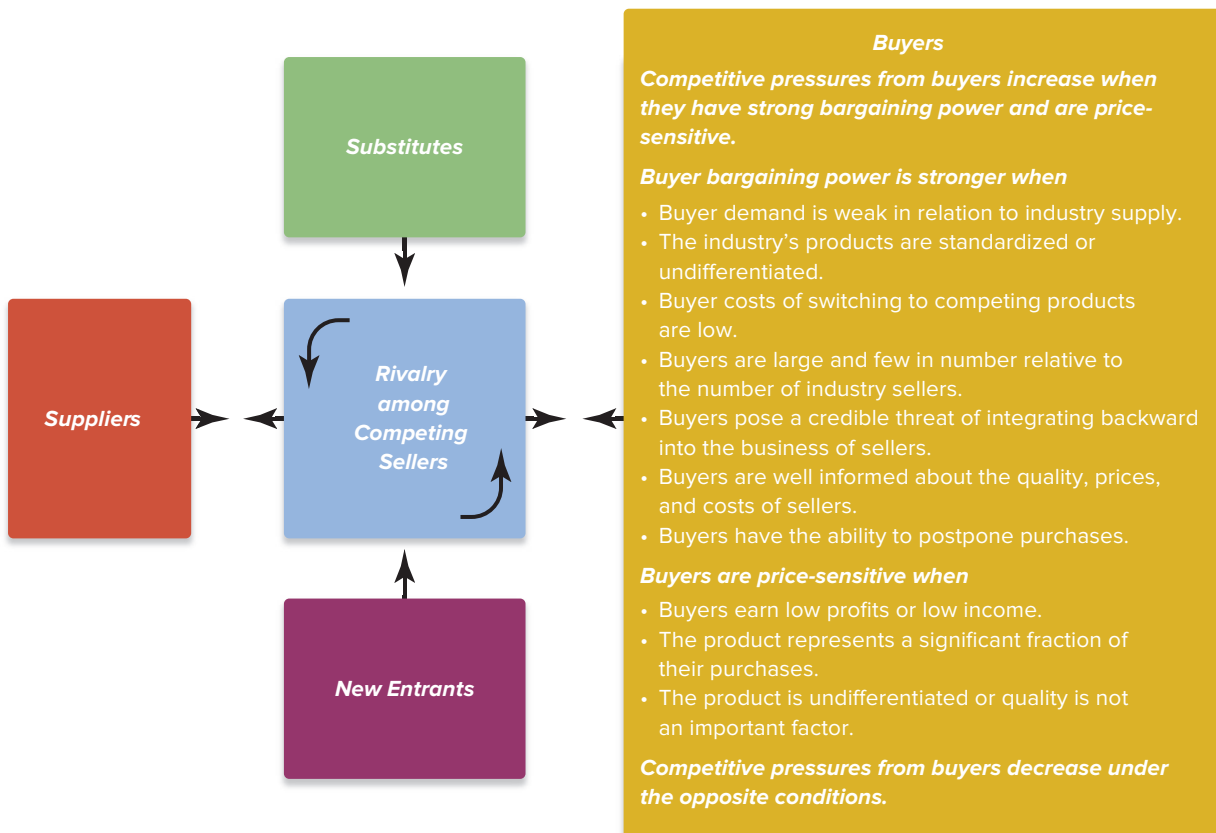 Substitutes
Suppliers
Rivalry
among
Competing
Sellers
New Entrants
Buyers
Competitive pressures from buyers increase when
they have strong bargaining power and are price-
sensitive.
Buyer bargaining power is stronger when
• Buyer demand is weak in relation to industry supply.
• The industry’s products are standardized or
undifferentiated.
• Buyer costs of switching to competing products
are low.
• Buyers are large and few in number relative to
the number of industry sellers.
• Buyers pose a credible threat of integrating backward
into the business of sellers.
• Buyers are well informed about the quality, prices,
and costs of sellers.
• Buyers have the ability to postpone purchases.
Buyers are price-sensitive when
• Buyers earn low profits or low income.
• The product represents a significant fraction of
their purchases.
• The product is undifferentiated or quality is not
an important factor.
Competitive pressures from buyers decrease under
the opposite conditions.